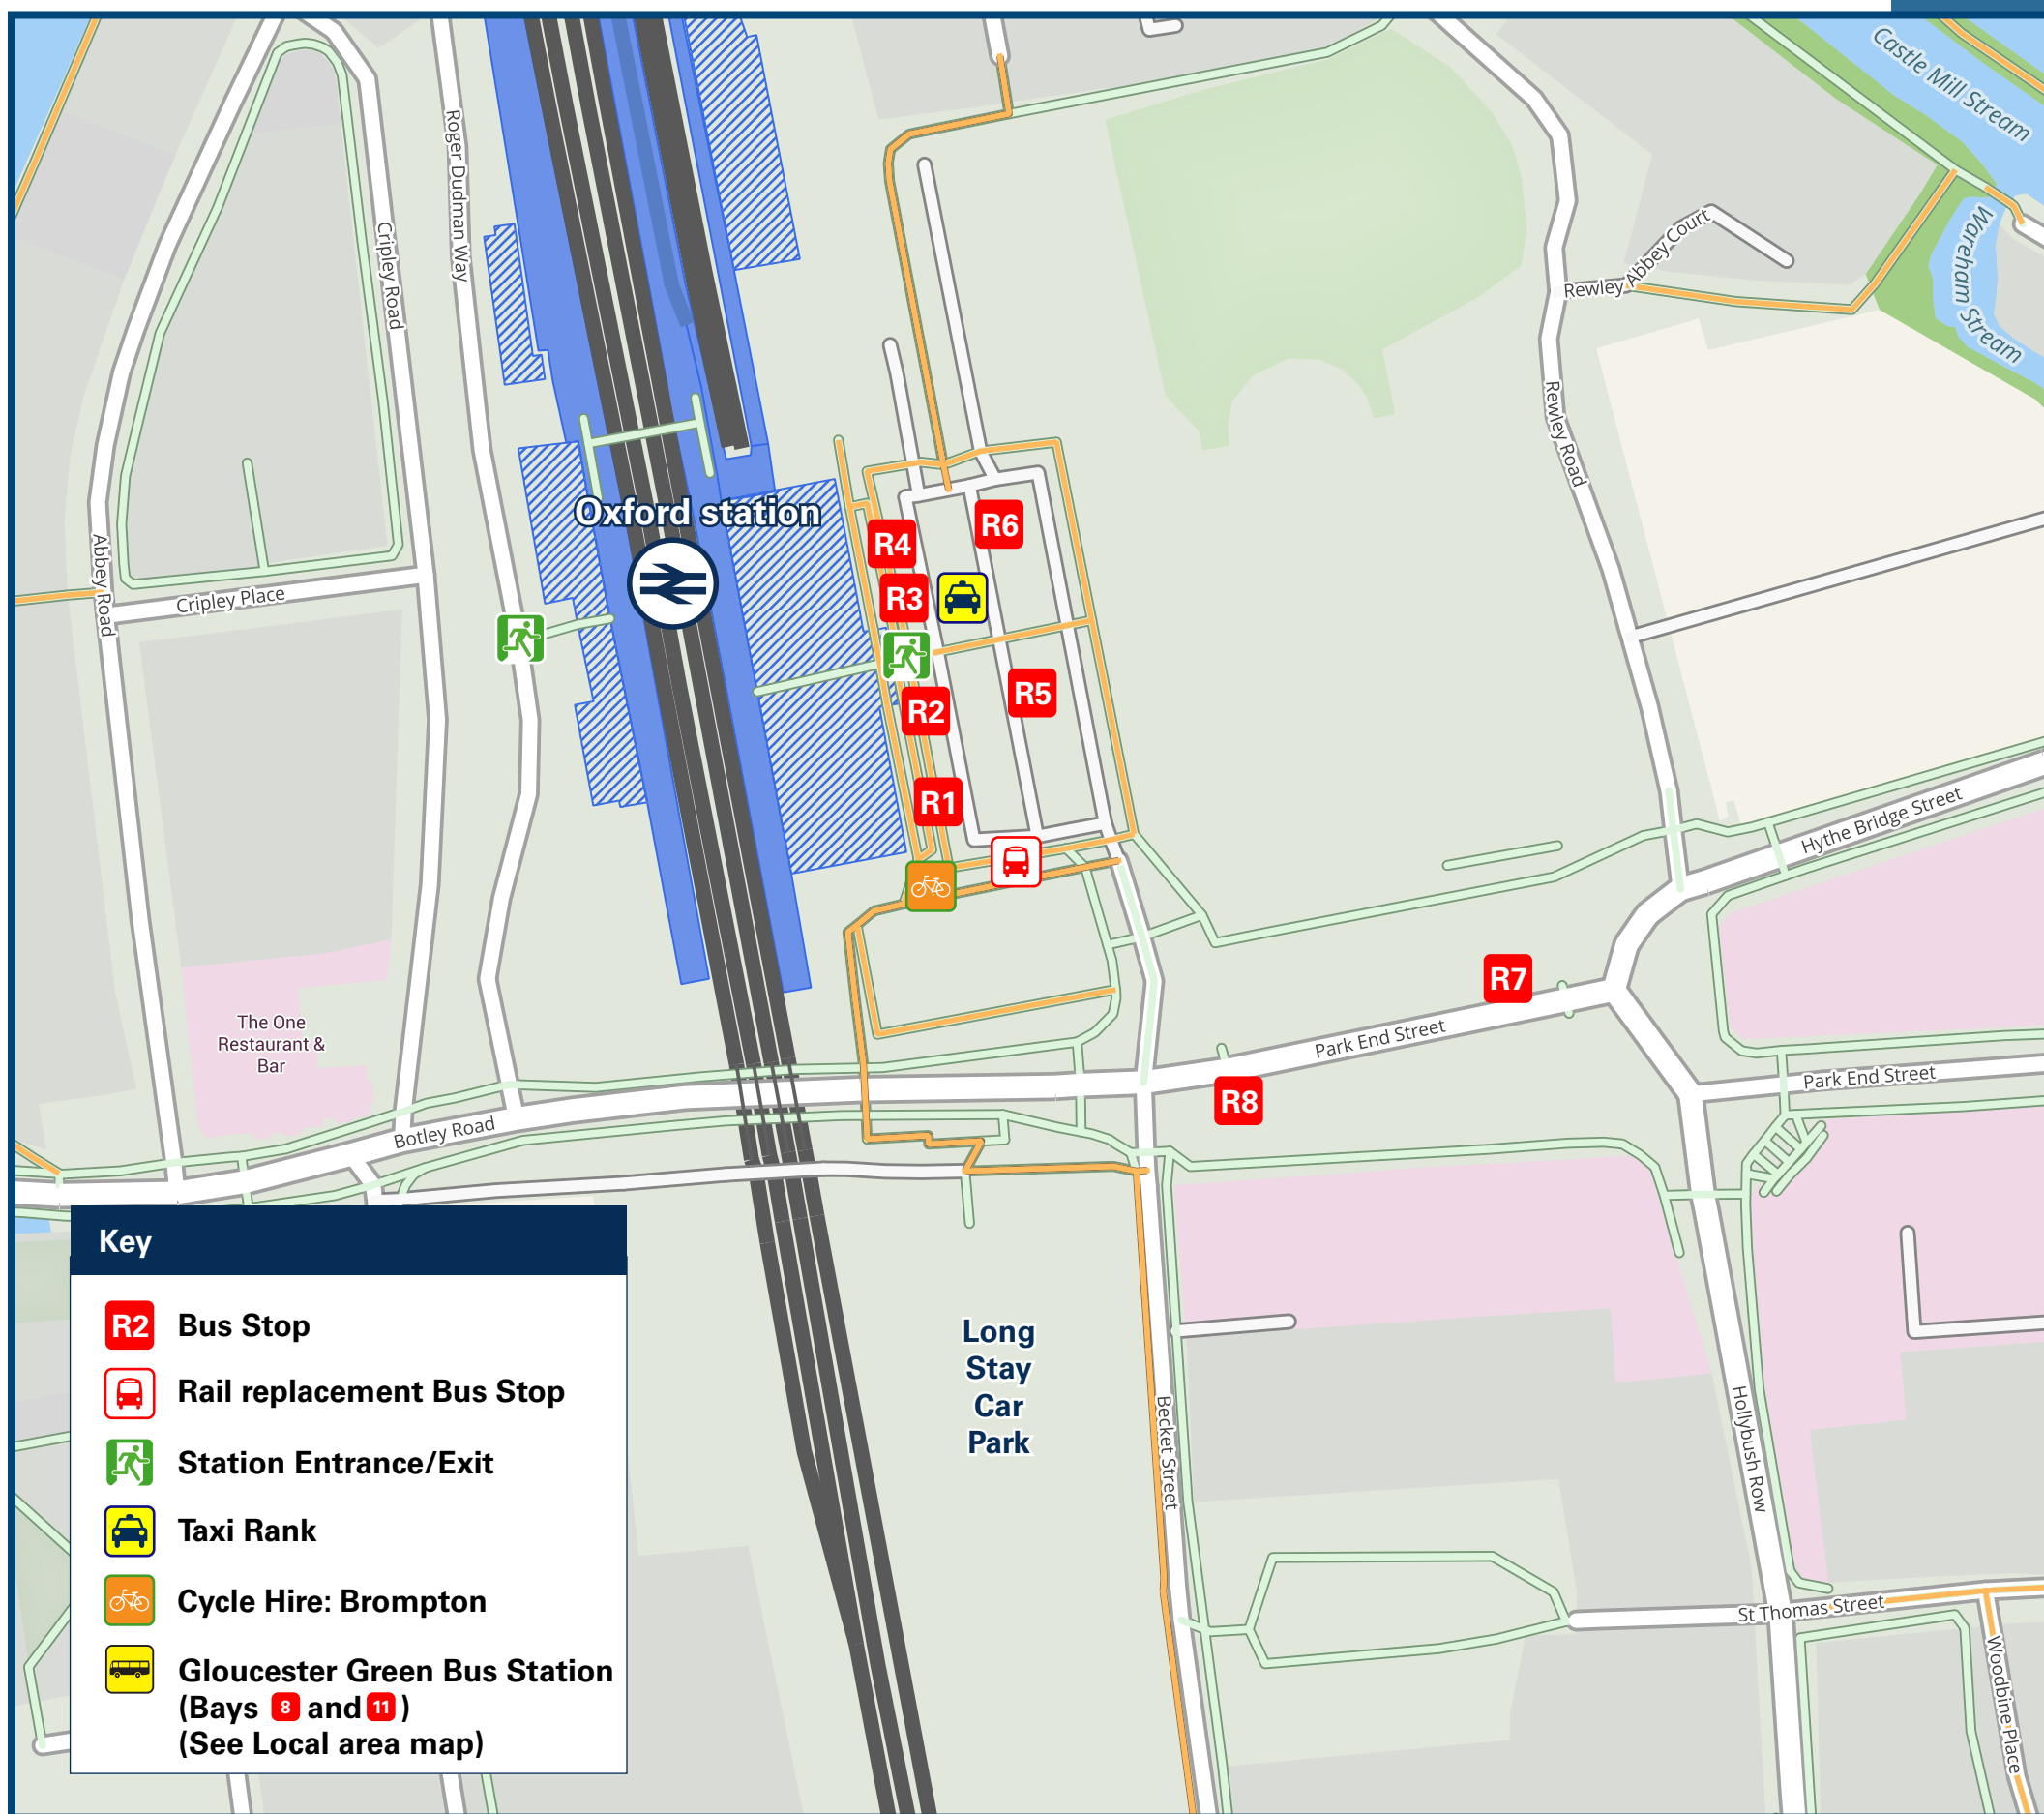 Castle Mill Stream
Wareham Stream
Roger Dudman Way
Cripley Road
Rewley Abbey Court
Rewley Road
Oxford station
R4
R6
R3
Abbey Road
Cripley Place
R2
R5
R1
Hythe Bridge Street
R7
The One
Restaurant &
Bar
Park End Street
Park End Street
R8
Botley Road
Long
Stay
Car
Park
Becket Street
Hollybush Row
St Thomas Street
Woodbine Place
Key
R2 Bus Stop
Rail replacement Bus Stop
Station Entrance/Exit
Taxi Rank
Cycle Hire: Brompton
Gloucester Green Bus Station
(Bays 8 and 11)
(See Local area map)